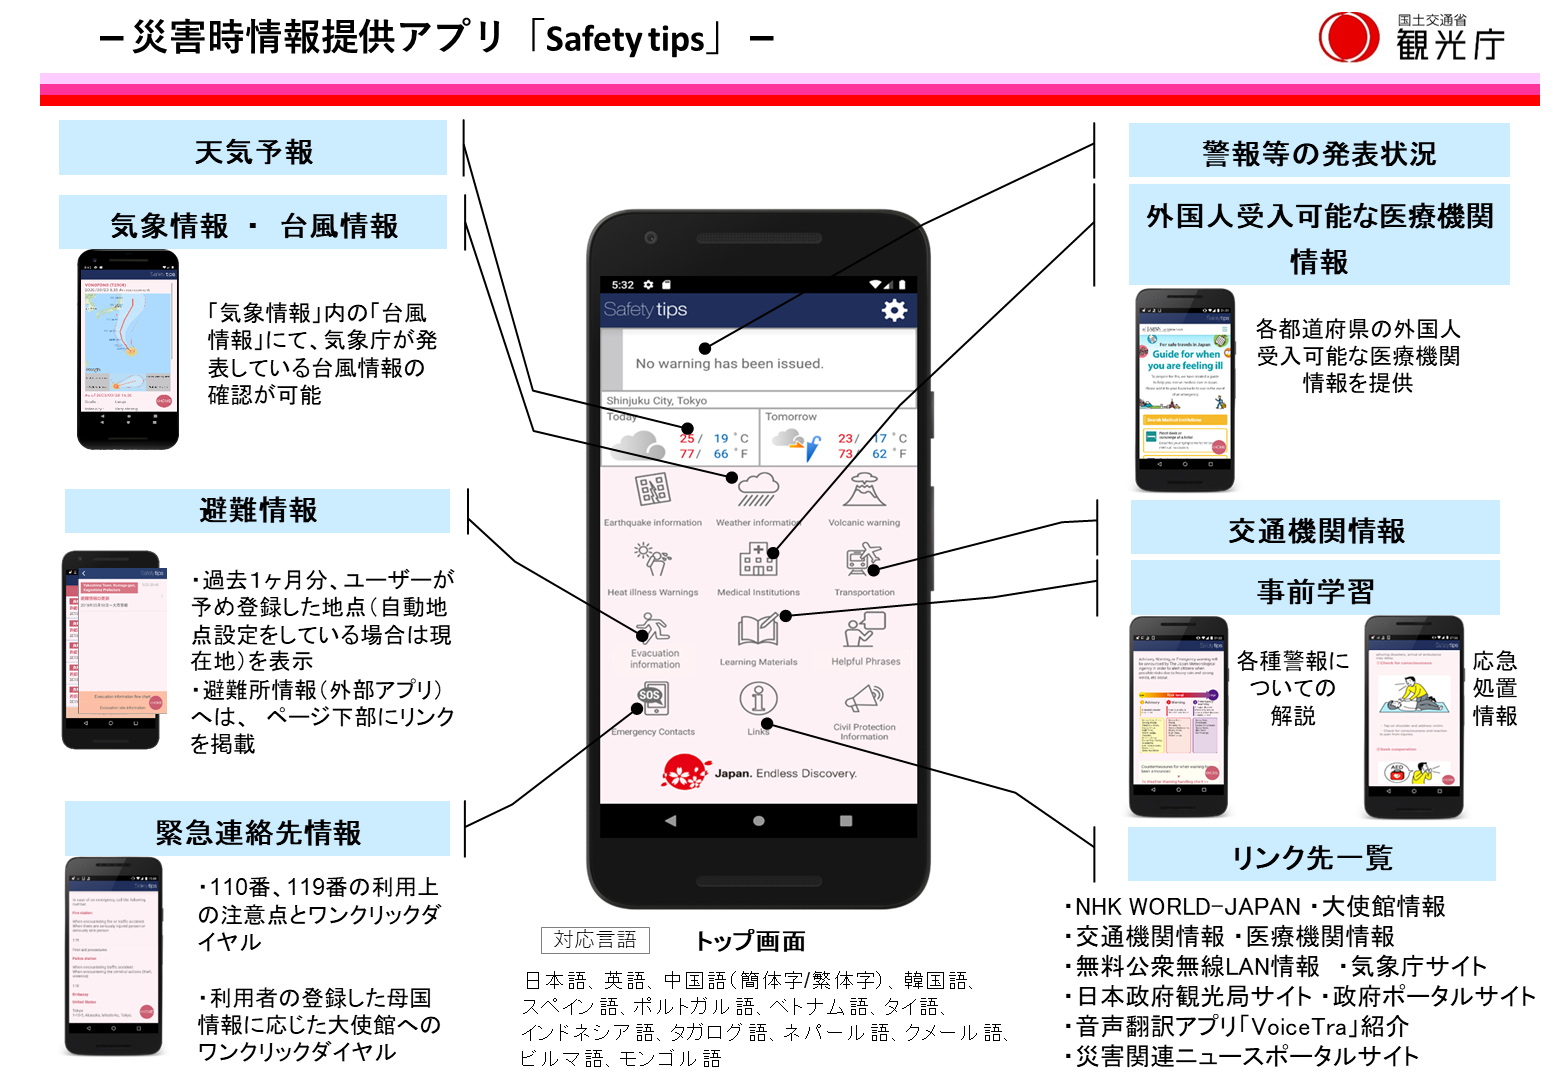 －災害時情報提供アプリ「Safety tips」－
国土交通省
観光庁
天気予報
気象情報 ・ 台風情報
「気象情報」内の「台風
情報」にて、気象庁が発
表している台風情報の
確認が可能
避難情報
・過去１ヶ月分、ユーザーが
予め登録した地点（自動地
点設定をしている場合は現
在地）を表示
・避難所情報（外部アプリ）
へは、 ページ下部にリンク
を掲載
緊急連絡先情報
・110番、119番の利用上
の注意点とワンクリックダ
イヤル
・利用者の登録した母国
情報に応じた大使館への
ワンクリックダイヤル
5:32
Safety tips
No warning has been issued.
Shinjuku City, Tokyo
Today
25/ 19 °C
77/ 66 °F
Tomorrow
23/ 17 °C
73/ 62 °F
Earthquake information
Weather information
Volcanic warning
Heat illness Warnings
Medical Institutions
Transportation
Evacuation
information
Learning Materials
Helpful Phrases
SOS
Emergency Contacts
Links
Civil Protection
Information
Japan. Endless Discovery.
対応言語
トップ画面
日本語、英語、中国語（簡体字/繁体字）、韓国語、
スペイン語、ポルトガル語、ベトナム語、タイ語、
インドネシア語、タガログ語、ネパール語、クメール語、
ビルマ語、モンゴル語
警報等の発表状況
外国人受入可能な医療機関
情報
For safe travels in Japan
Guide for when
you are feeling ill
各都道府県の外国人
受入可能な医療機関
情報を提供
交通機関情報
事前学習
各種警報に
ついての
解説
応急
処置
情報
リンク先一覧
・NHK WORLD-JAPAN ・大使館情報
・交通機関情報 ・医療機関情報
・無料公衆無線LAN情報 ・気象庁サイト
・日本政府観光局サイト ・政府ポータルサイト
・音声翻訳アプリ「VoiceTra」紹介
・災害関連ニュースポータルサイト